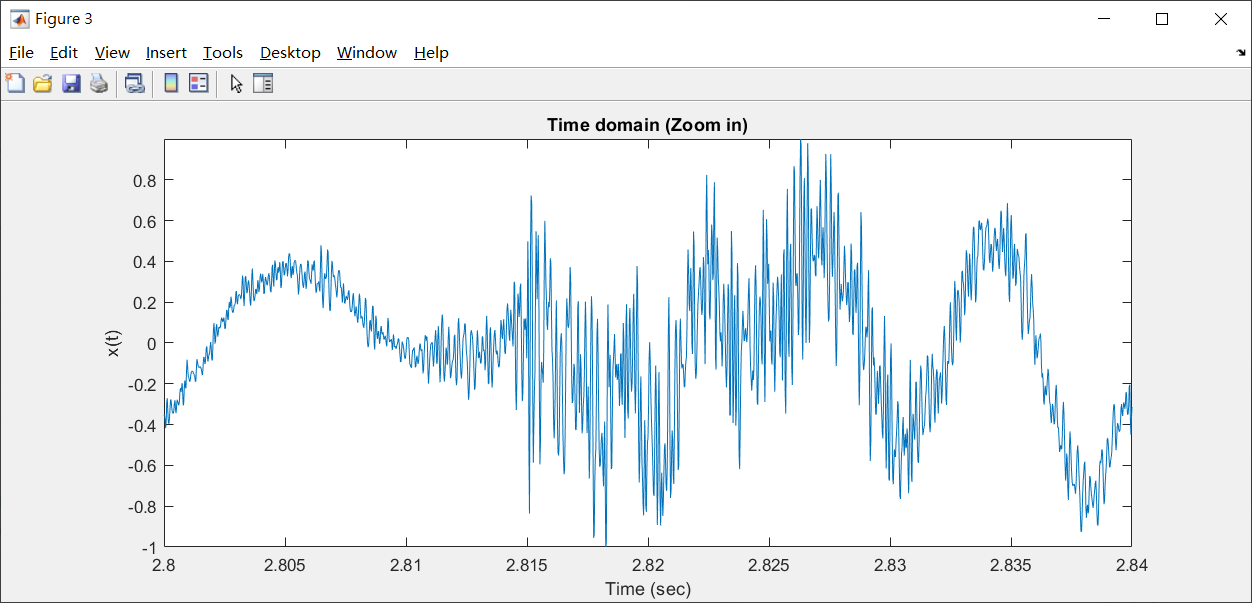 Figure 3
File Edit View Insert Tools Desktop Window Help
Time domain (Zoom in)
0.8
0.6
0.4
0.2
0
-0.2
-0.4
-0.6
-0.8
-1
x(t)
2.8 2.805 2.81 2.815 2.82 2.825 2.83 2.835 2.84
Time (sec)